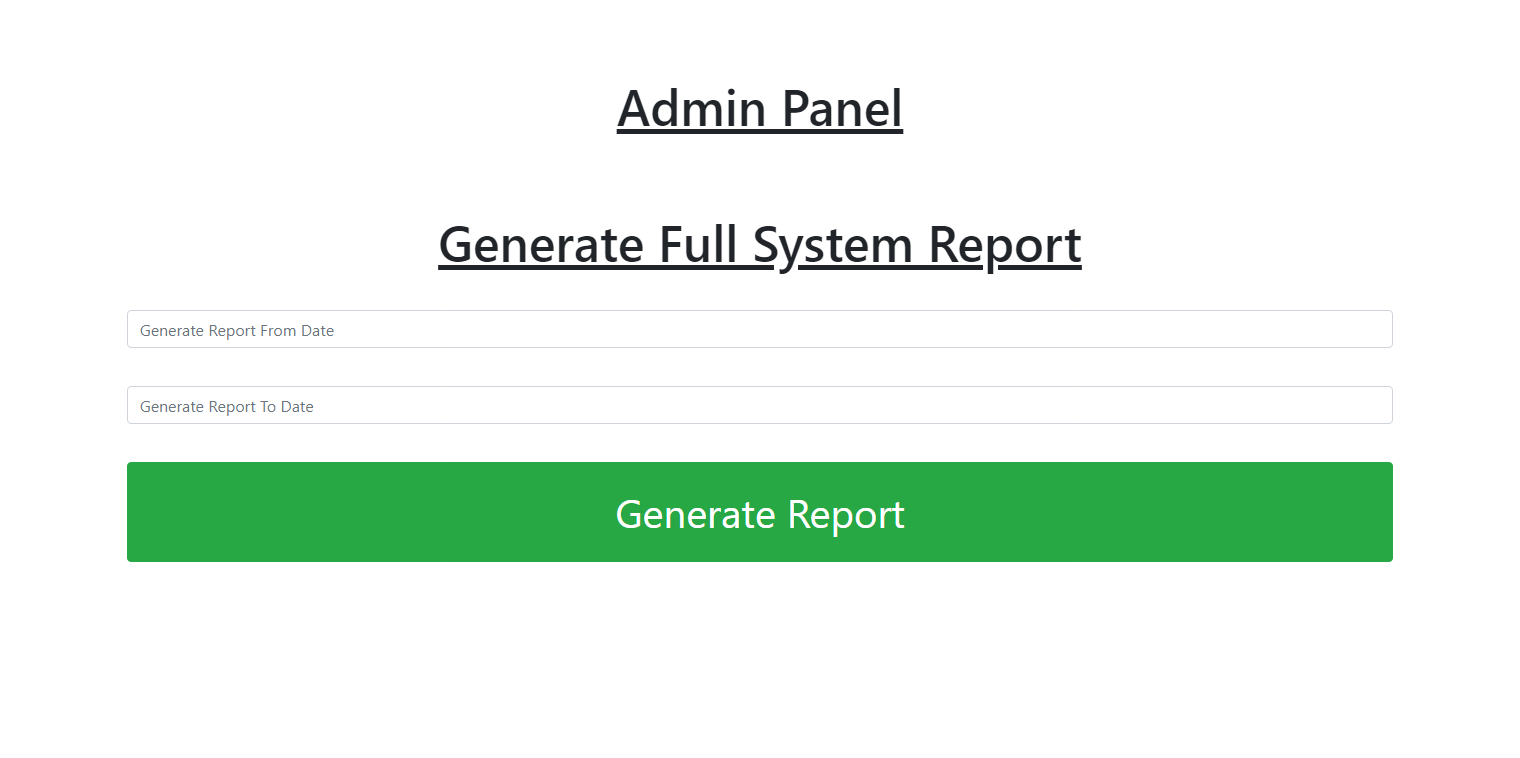 Admin Panel
Generate Full System Report
Generate Report From Date
Generate Report To Date
Generate Report